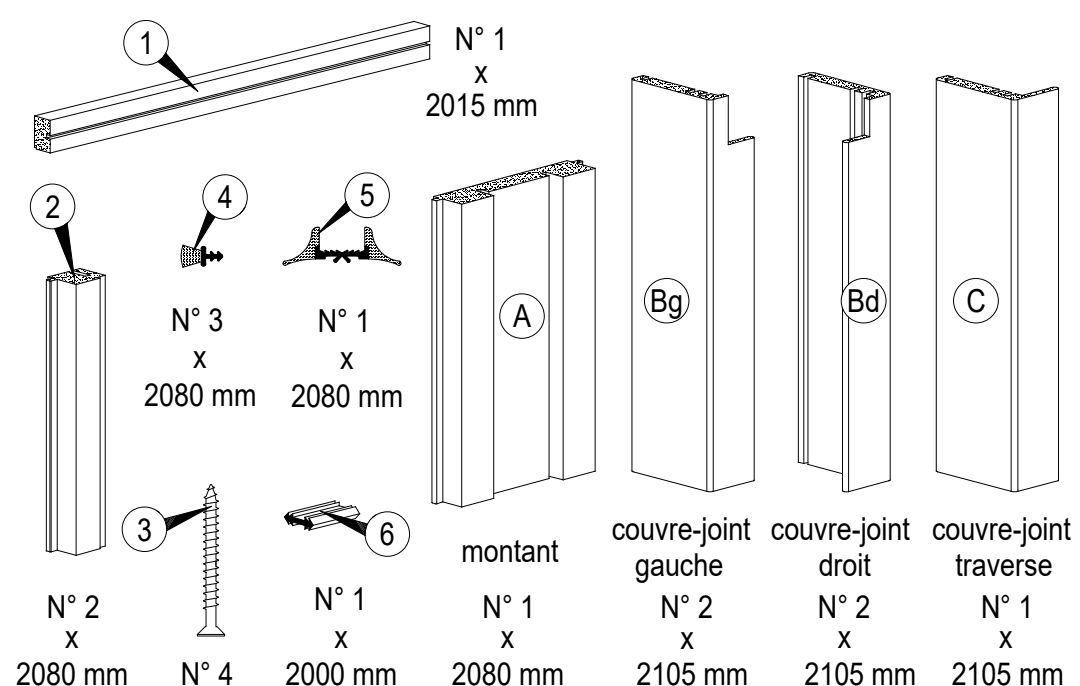 1
N° 1
x
2015 mm
2
N° 2
x
2080 mm
4
N° 3
x
2080 mm
5
N° 1
x
2080 mm
3
N° 4
6
N° 1
x
2000 mm
A
montant
N° 1
x
2080 mm
Bg
couvre-joint
gauche
N° 2
x
2105 mm
Bd
couvre-joint
droit
N° 2
x
2105 mm
C
couvre-joint
traverse
N° 1
x
2105 mm